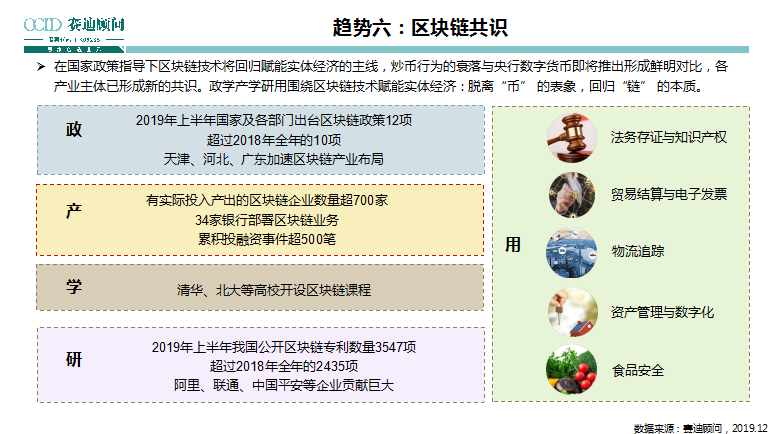 CCID 赛迪顾问
趋势六：区块链共识
在国家政策指导下区块链技术将回归赋能实体经济的主线，炒币行为的衰落与央行数字货币即将推出形成鲜明对比，各
产业主体已形成新的共识。政学产学研用围绕区块链技术赋能实体经济：脱离“币” 的表象，回归“链” 的本质。
政
2019年上半年国家及各部门出台区块链政策12项
超过2018年全年的10项
天津、河北、广东加速区块链产业布局
产
有实际投入产出的区块链企业数量超700家
34家银行部署区块链业务
累积投融资事件超500笔
学
清华、北大等高校开设区块链课程
研
2019年上半年我国公开区块链专利数量3547项
超过2018年全年的2435项
阿里、联通、中国平安等企业贡献巨大
用
法务存证与知识产权
贸易结算与电子发票
物流追踪
资产管理与数字化
食品安全
数据来源：赛迪顾问，2019.12